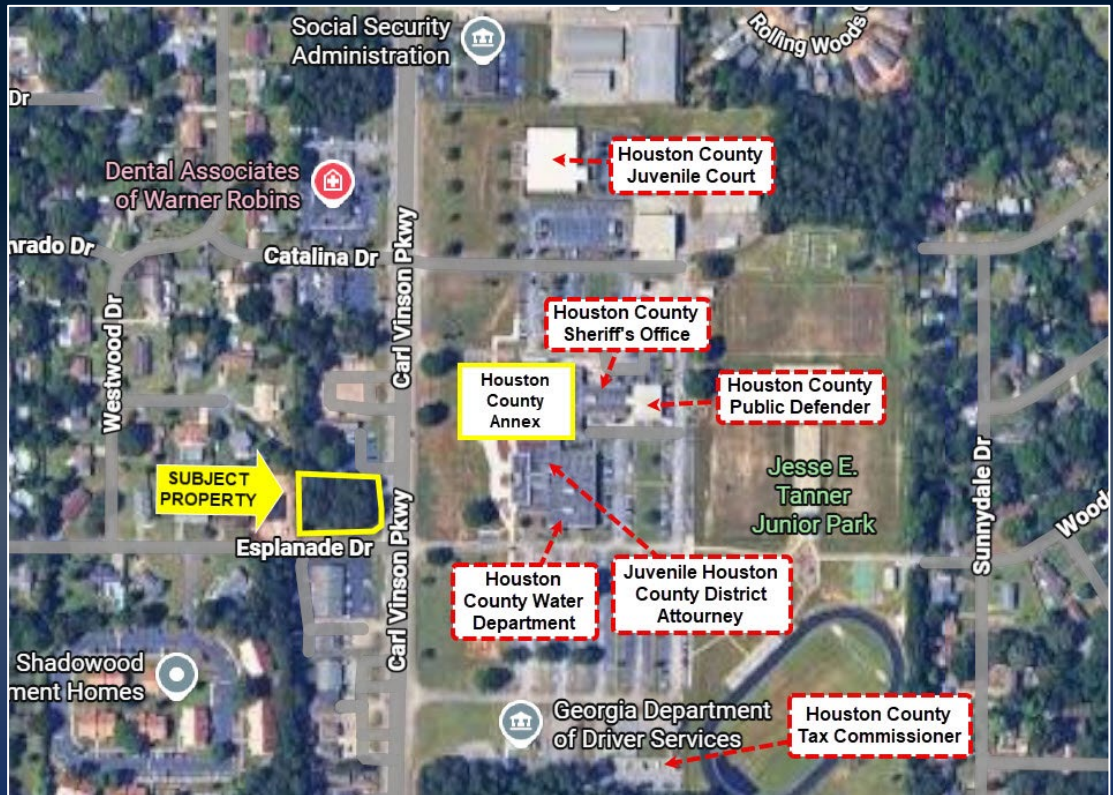 Social Security
Administration
Rolling Woods C
Dr
Houston County
Juvenile Court
Dental Associates
of Warner Robins
nrado Dr
Catalina Dr
Carl Vinson Pkwy
Westwood Dr
Houston County
Sheriff's Office
Houston
County
Annex
Houston County
Public Defender
Jesse E.
Tanner
Junior Park
Sunnydale Dr
Wood
SUBJECT
PROPERTY
Esplanade Dr
Carl Vinson Pkwy
Houston
County Water
Department
Juvenile Houston
County District
Attourney
Shadowood
ment Homes
Georgia Department
of Driver Services
Houston County
Tax Commissioner